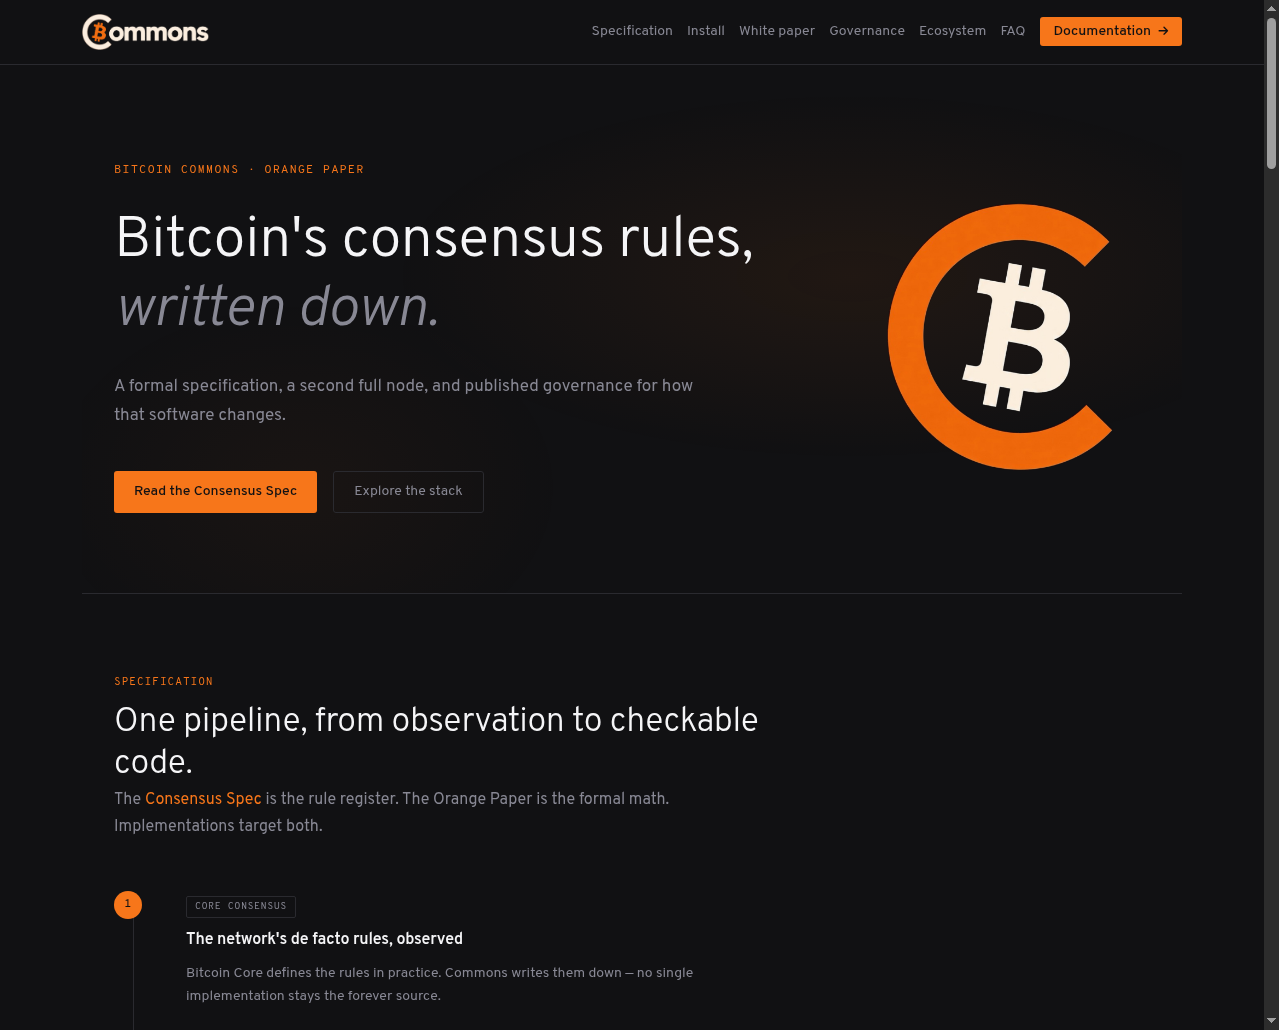 Commons
Specification Install White paper Governance Ecosystem FAQ Documentation →
BITCOIN COMMONS · ORANGE PAPER
Bitcoin's consensus rules,
written down.
A formal specification, a second full node, and published governance for how
that software changes.
Read the Consensus Spec Explore the stack
SPECIFICATION
One pipeline, from observation to checkable
code.
The Consensus Spec is the rule register. The Orange Paper is the formal math.
Implementations target both.
1 CORE CONSENSUS
The network's de facto rules, observed
Bitcoin Core defines the rules in practice. Commons writes them down — no single
implementation stays the forever source.